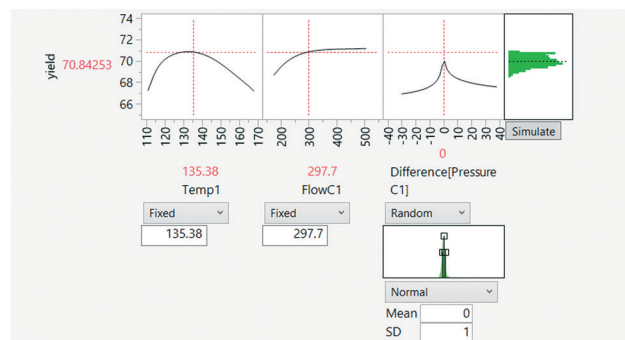 74
72
70
68
66
yield
70.84253
110
120
130
140
150
160
170
200
300
400
500
-40
-30
-20
-10
0
10
20
30
40
Simulate
135.38
Temp1
297.7
FlowC1
0
Difference[Pressure
C1]
Fixed
Fixed
Random
135.38
297.7
Normal
Mean 0
SD 1